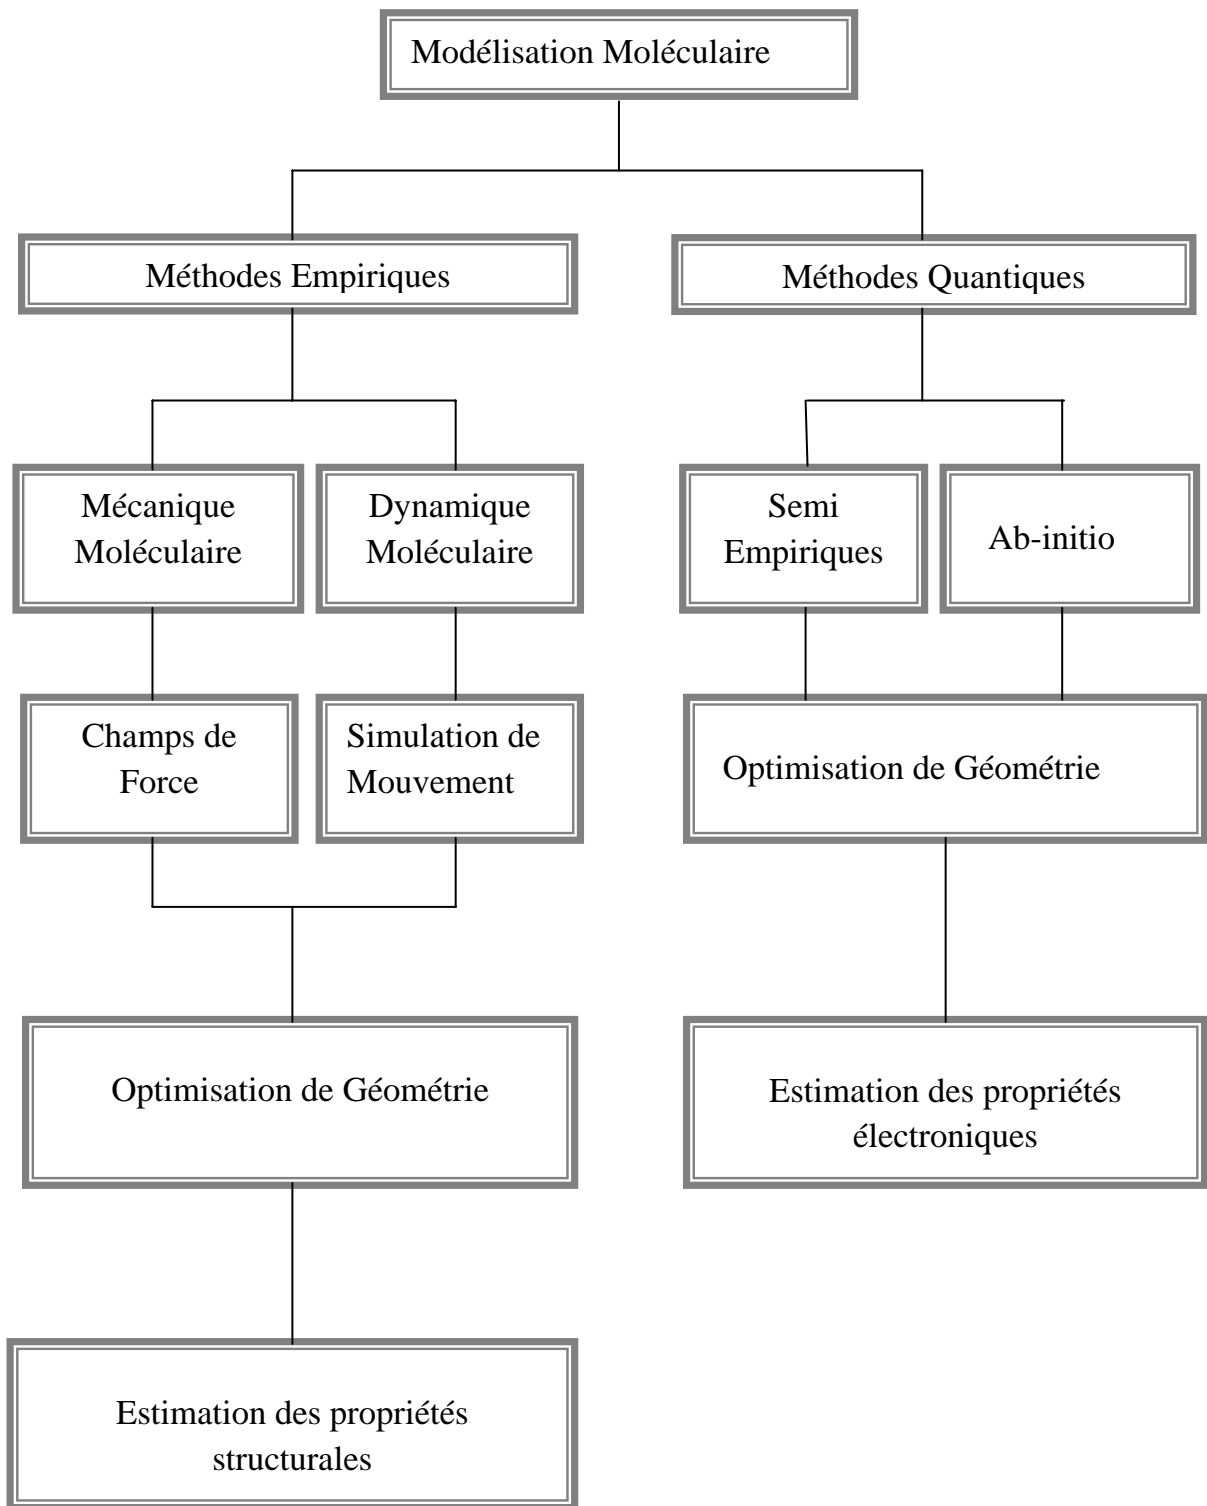 Modélisation Moléculaire
Méthodes Empiriques
Méthodes Quantiques
Mécanique
Moléculaire
Dynamique
Moléculaire
Semi
Empiriques
Ab-initio
Champs de
Force
Simulation de
Mouvement
Optimisation de Géométrie
Optimisation de Géométrie
Estimation des propriétés
électroniques
Estimation des propriétés
structurales